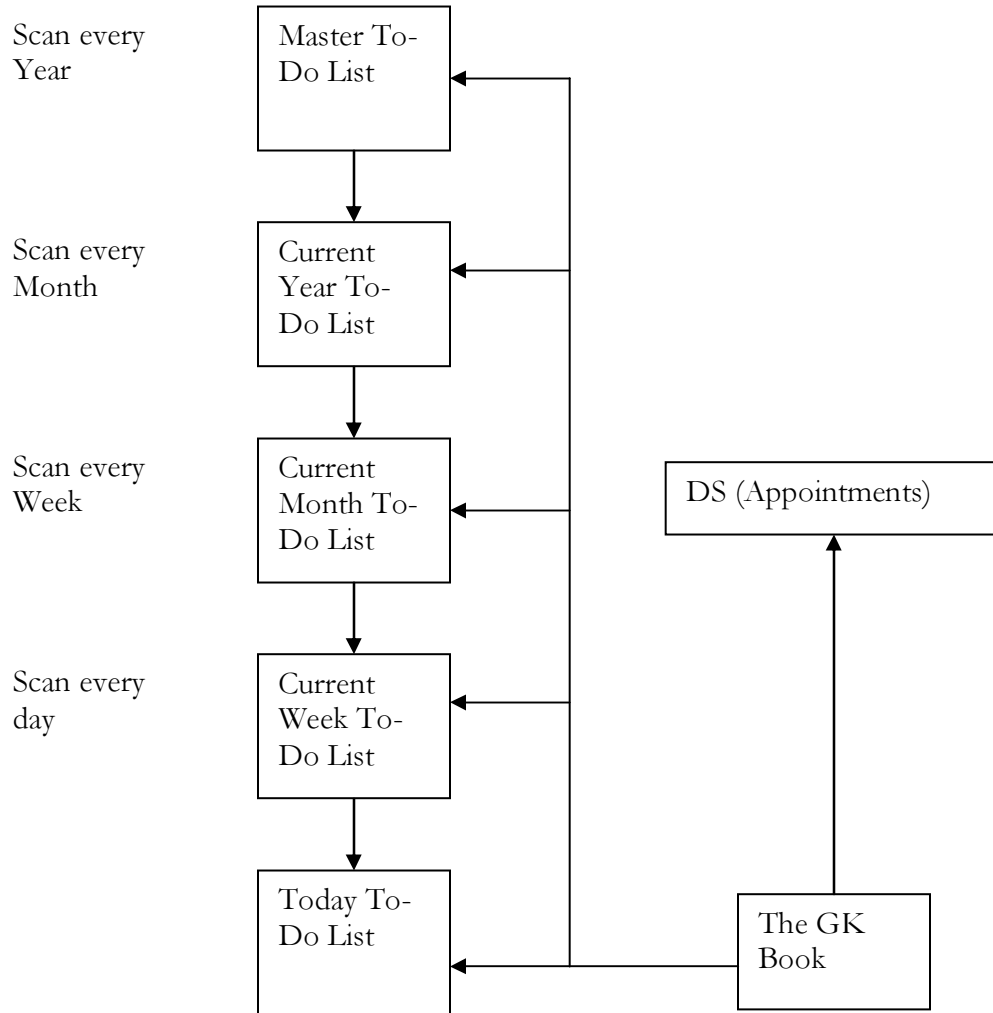 Scan every
Year
Master To-
Do List
Scan every
Month
Current
Year To-
Do List
Scan every
Week
Current
Month To-
Do List
DS (Appointments)
Scan every
day
Current
Week To-
Do List
Today To-
Do List
The GK
Book